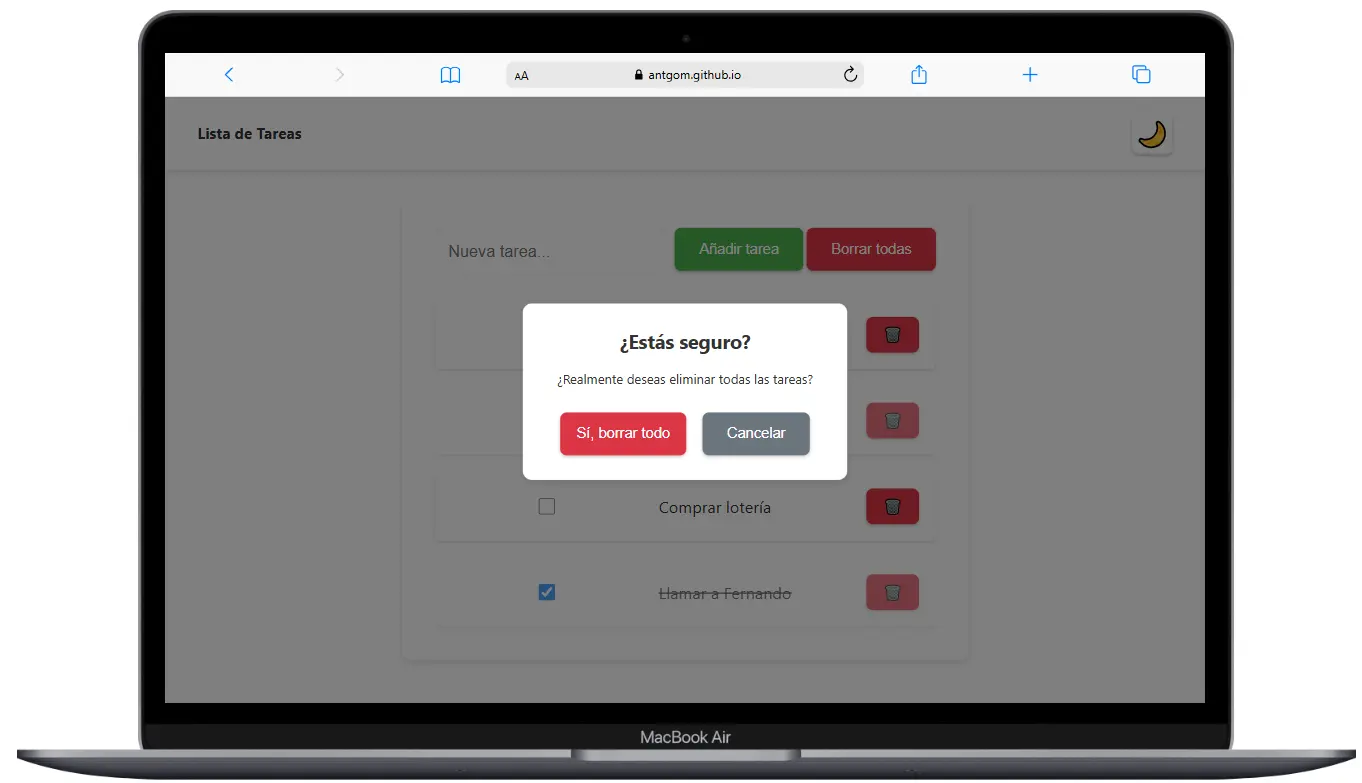 AA antgom.github.io
Lista de Tareas
Nueva tarea...
Añadir tarea
Borrar todas
¿Estás seguro?
¿Realmente deseas eliminar todas las tareas?
Sí, borrar todo
Cancelar
Comprar lotería
Llamar a Fernando
MacBook Air